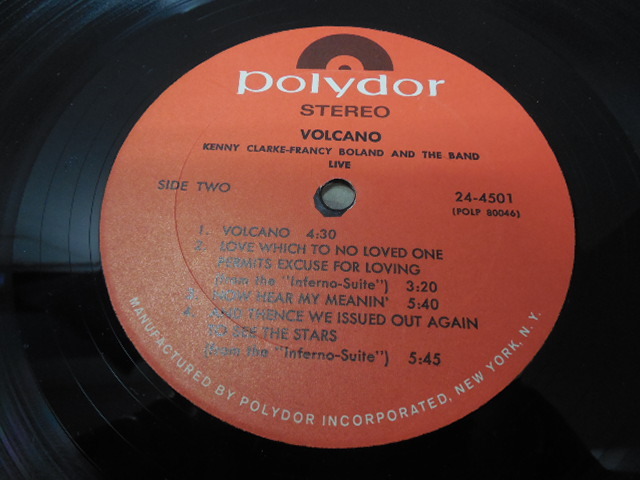 polydor
STEREO
VOLCANO
KENNY CLARKE-FRANCY BOLAND AND THE BAND
LIVE
SIDE TWO
24-4501
(POLP 80046)
1. VOLCANO 4:30
2. LOVE WHICH TO NO LOVED ONE
PERMITS EXCUSE FOR LOVING
(from the "Inferno-Suite") 3:20
3. NOW HEAR MY MEANIN' 5:40
4. AND THENCE WE ISSUED OUT AGAIN
TO SEE THE STARS
(from the "Inferno-Suite") 5:45
MANUFACTURED BY POLYDOR INCORPORATED, NEW YORK, N.Y.